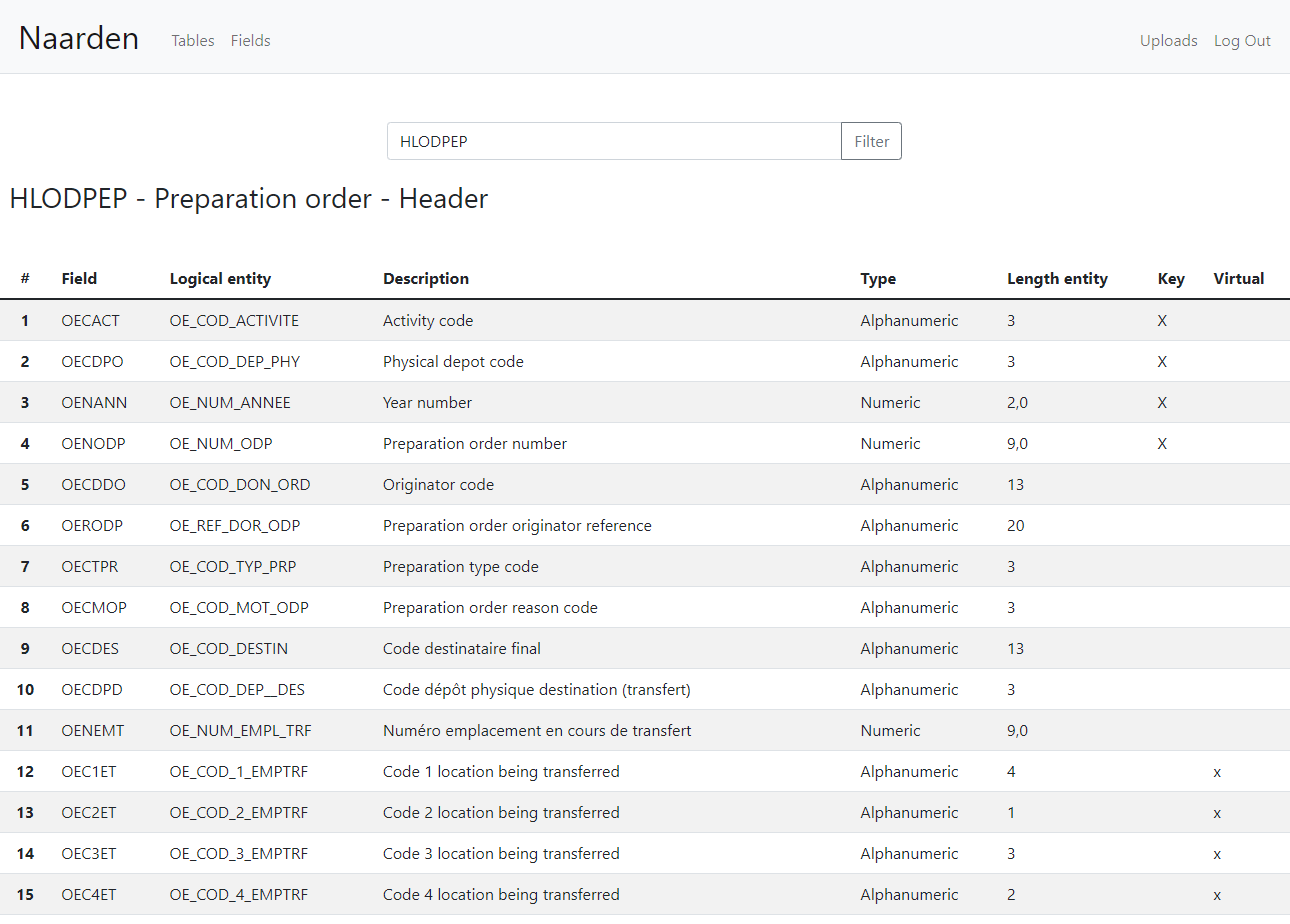 Naarden Tables Fields Uploads Log Out
HLODPEP Filter
HLODPEP - Preparation order - Header
# Field Logical entity Description Type Length entity Key Virtual
1 OECACT OE_COD_ACTIVITE Activity code Alphanumeric 3 X
2 OECDPO OE_COD_DEP_PHY Physical depot code Alphanumeric 3 X
3 OENANN OE_NUM_ANNEE Year number Numeric 2,0 X
4 OENODP OE_NUM_ODP Preparation order number Numeric 9,0 X
5 OECDDO OE_COD_DON_ORD Originator code Alphanumeric 13
6 OERODP OE_REF_DOR_ODP Preparation order originator reference Alphanumeric 20
7 OECTPR OE_COD_TYP_PRP Preparation type code Alphanumeric 3
8 OECMOP OE_COD_MOT_ODP Preparation order reason code Alphanumeric 3
9 OECDES OE_COD_DESTIN Code destinataire final Alphanumeric 13
10 OECDPD OE_COD_DEP__DES Code dépôt physique destination (transfert) Alphanumeric 3
11 OENEMT OE_NUM_EMPL_TRF Numéro emplacement en cours de transfert Numeric 9,0
12 OEC1ET OE_COD_1_EMPTRF Code 1 location being transferred Alphanumeric 4 x
13 OEC2ET OE_COD_2_EMPTRF Code 2 location being transferred Alphanumeric 1 x
14 OEC3ET OE_COD_3_EMPTRF Code 3 location being transferred Alphanumeric 3 x
15 OEC4ET OE_COD_4_EMPTRF Code 4 location being transferred Alphanumeric 2 x